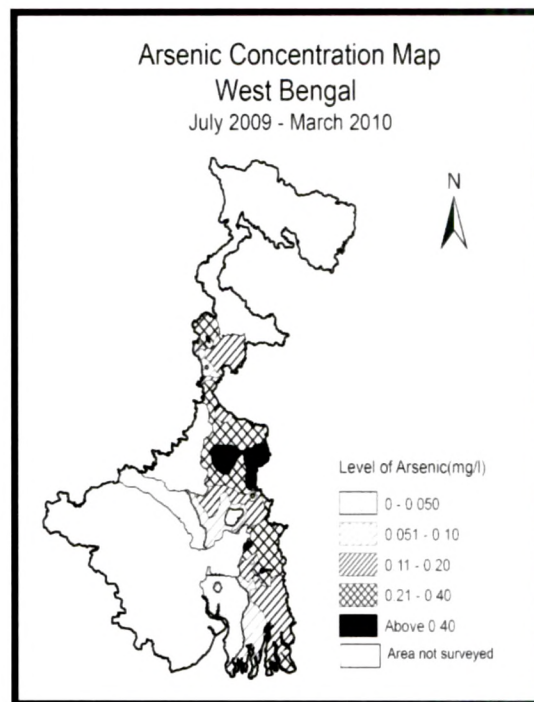 Arsenic Concentration Map
West Bengal
July 2009 - March 2010
N
Level of Arsenic(mg/l)
0 - 0 050
0 051 - 0 10
0 11 - 0 20
0 21 - 0 40
Above 0 40
Area not surveyed